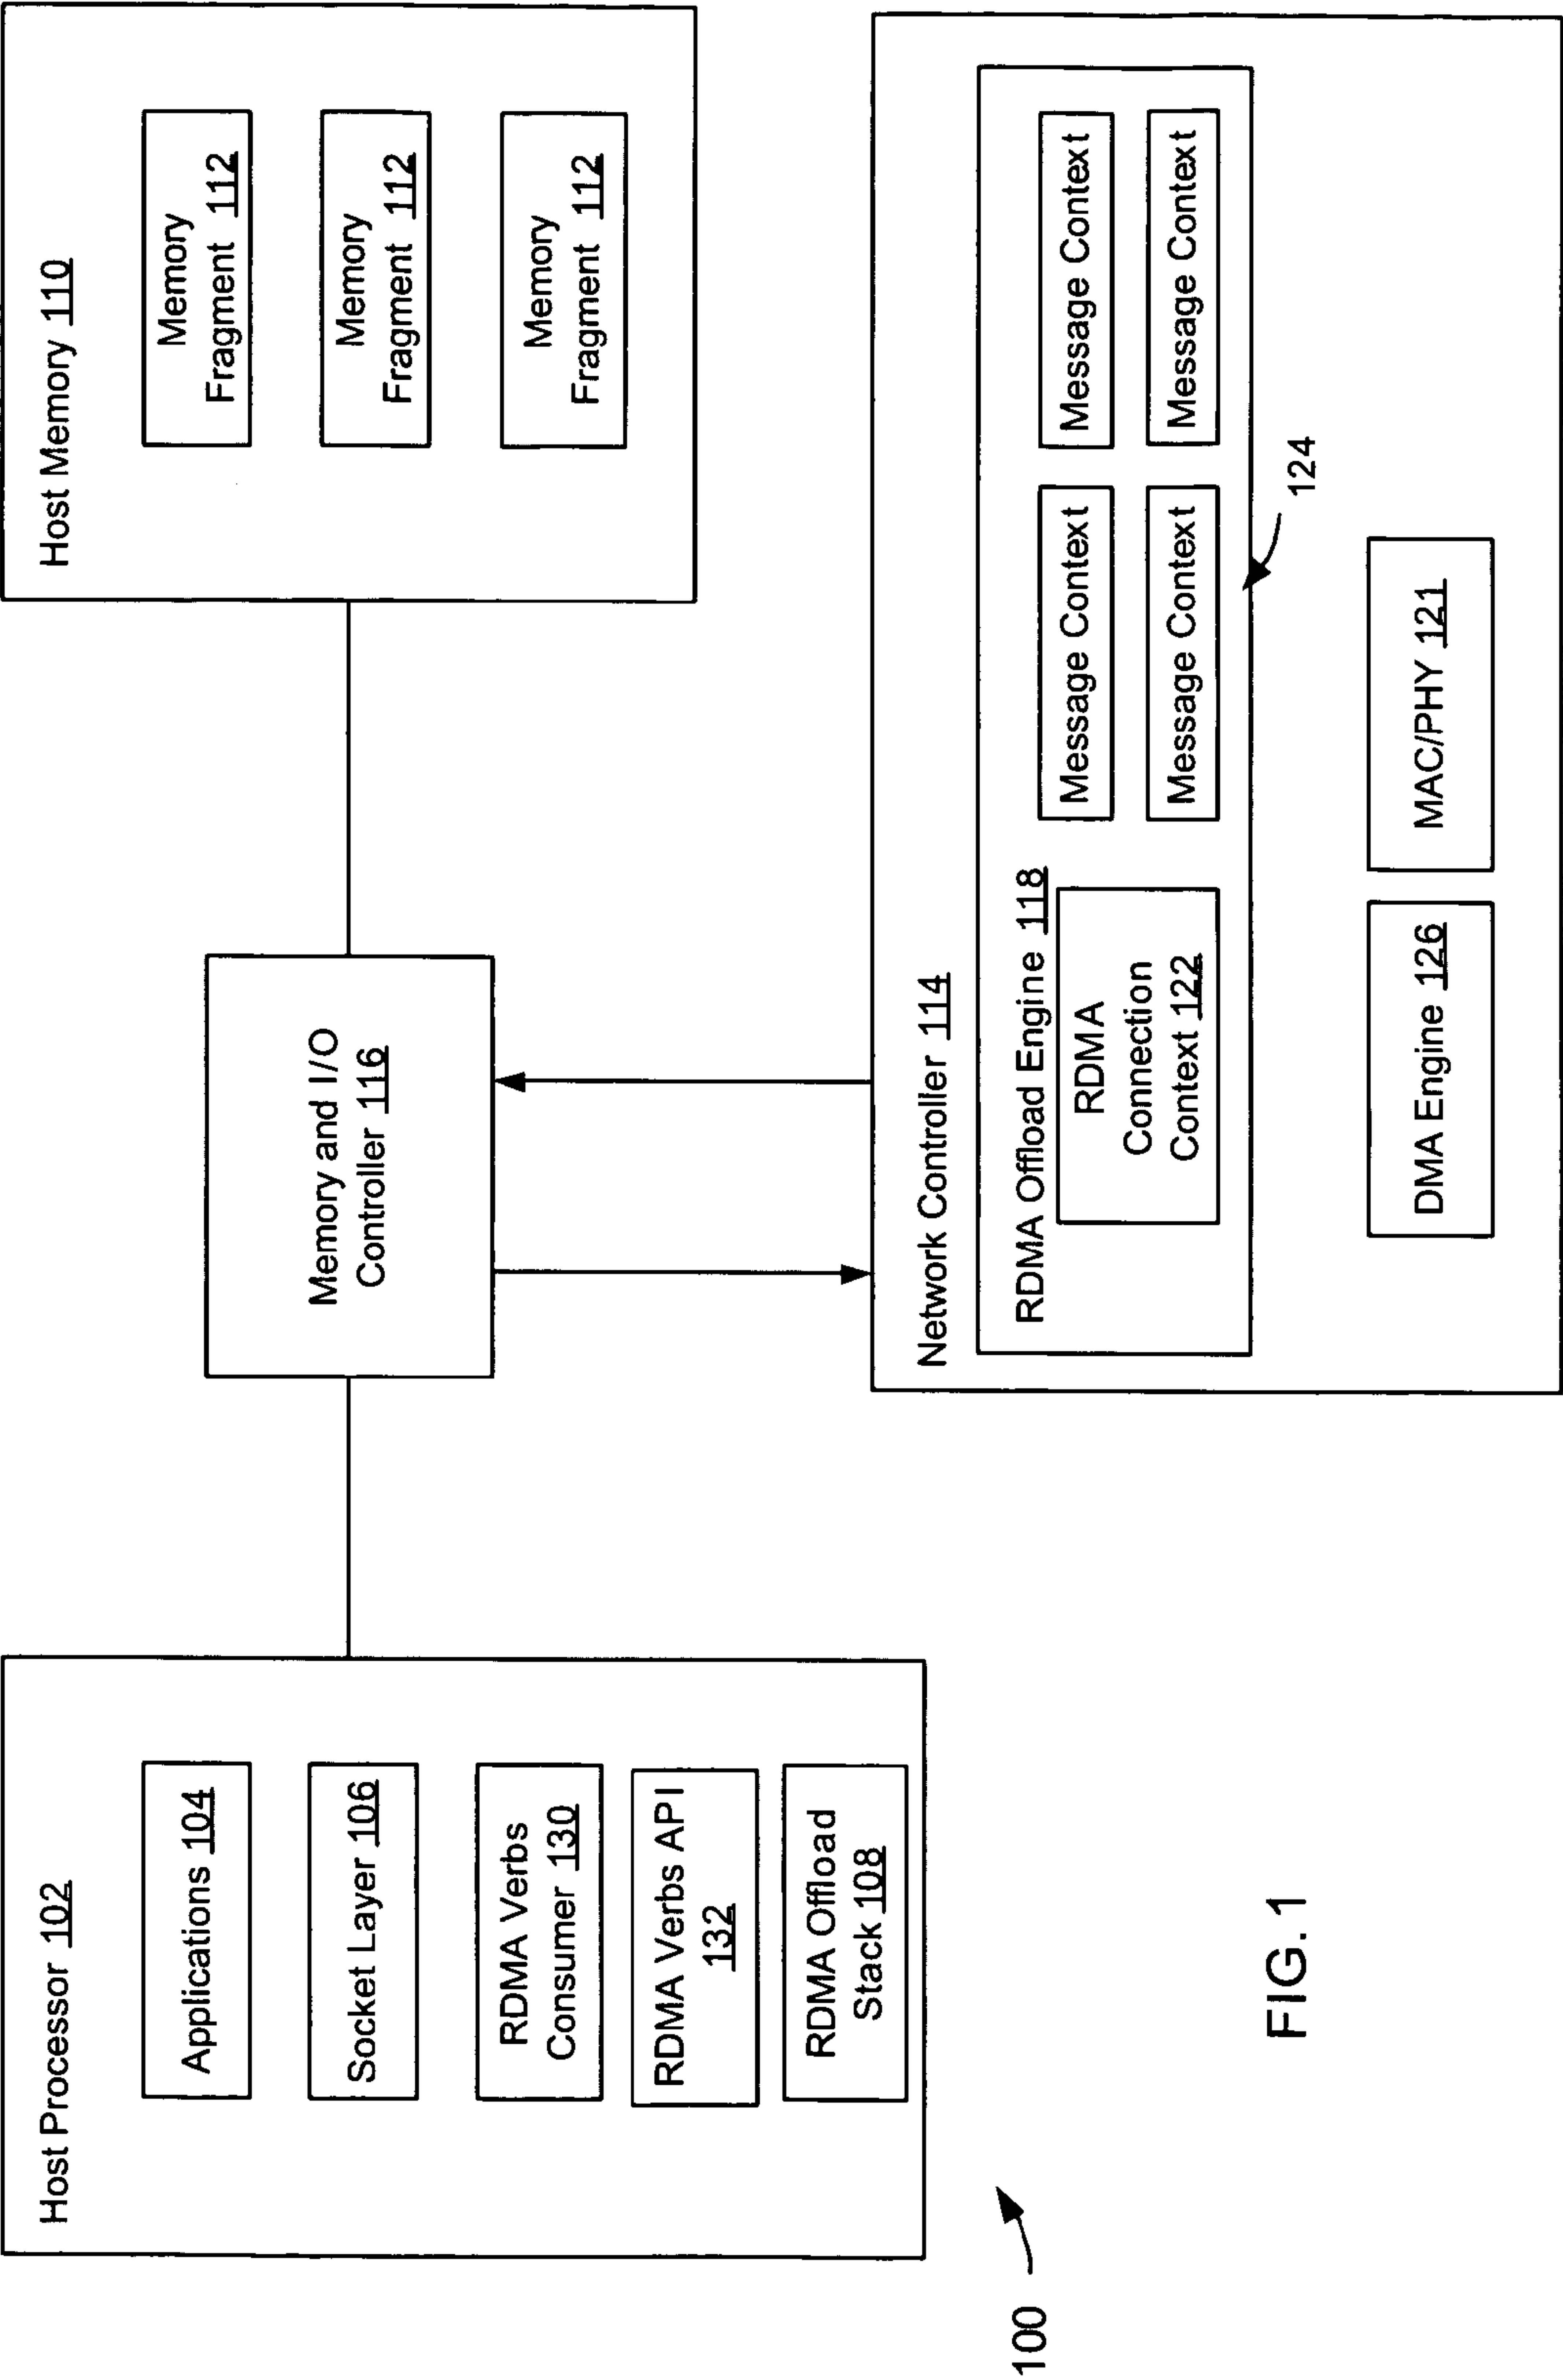 Host Processor 102
Applications 104
Socket Layer 106
RDMA Verbs
Consumer 130
RDMA Verbs API
132
RDMA Offload
Stack 108
Memory and I/O
Controller 116
Host Memory 110
Memory
Fragment 112
Memory
Fragment 112
Memory
Fragment 112
Network Controller 114
RDMA Offload Engine 118
RDMA
Connection
Context 122
Message Context
Message Context
Message Context
Message Context
124
DMA Engine 126
MAC/PHY 121
100
FIG. 1